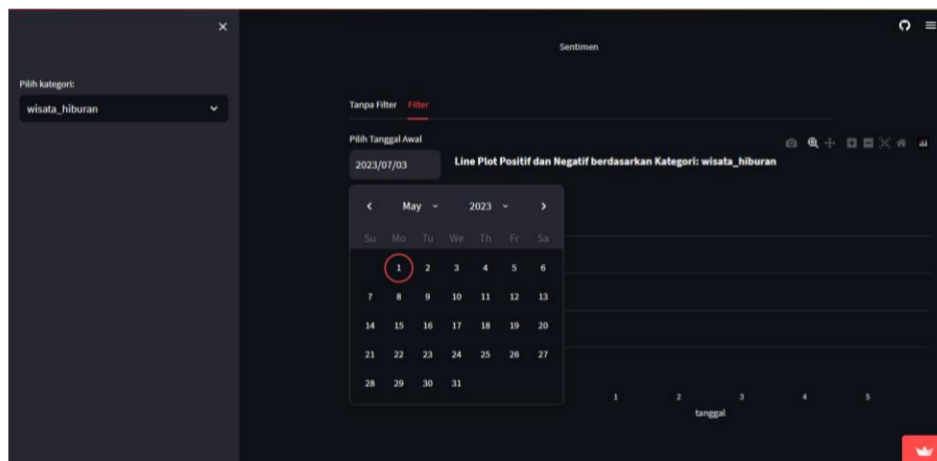 Sentimen
Pilih kategori:
wisata_hiburan
Tanpa Filter Filter
Pilih Tanggal Awal
2023/07/03
Line Plot Positif dan Negatif berdasarkan Kategori: wisata_hiburan
May 2023
Su Mo Tu We Th Fr Sa
1 2 3 4 5 6
7 8 9 10 11 12 13
14 15 16 17 18 19 20
21 22 23 24 25 26 27
28 29 30 31
1 2 3 4 5
tanggal